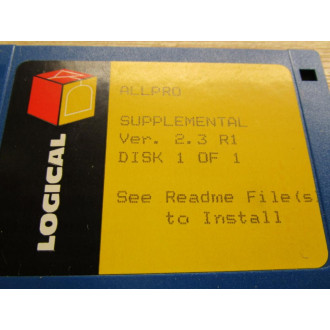 ALLPRO
SUPPLEMENTAL
Ver. 2.3 R1
DISK 1 OF 1
See Readme File(s
to Install
LOGICAL